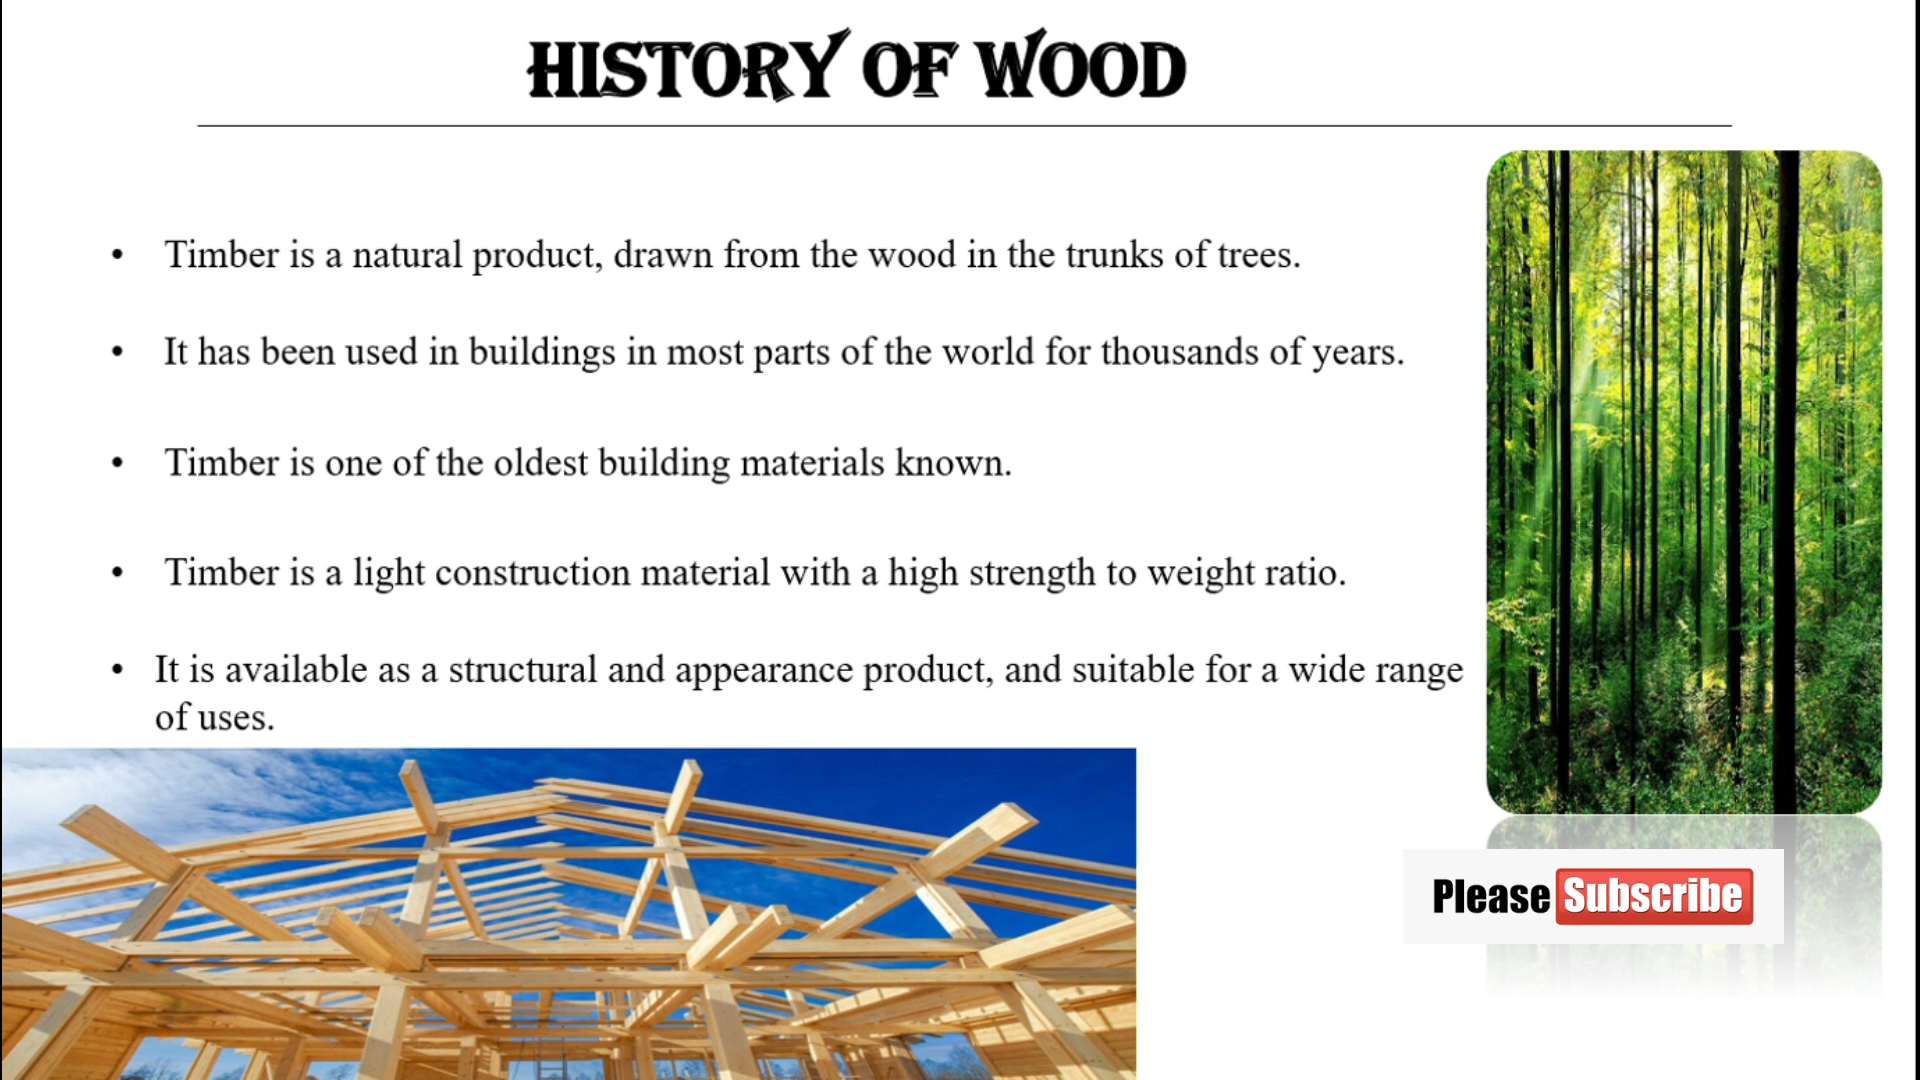 HISTORY OF WOOD
• Timber is a natural product, drawn from the wood in the trunks of trees.
• It has been used in buildings in most parts of the world for thousands of years.
• Timber is one of the oldest building materials known.
• Timber is a light construction material with a high strength to weight ratio.
• It is available as a structural and appearance product, and suitable for a wide range
of uses.
Please Subscribe